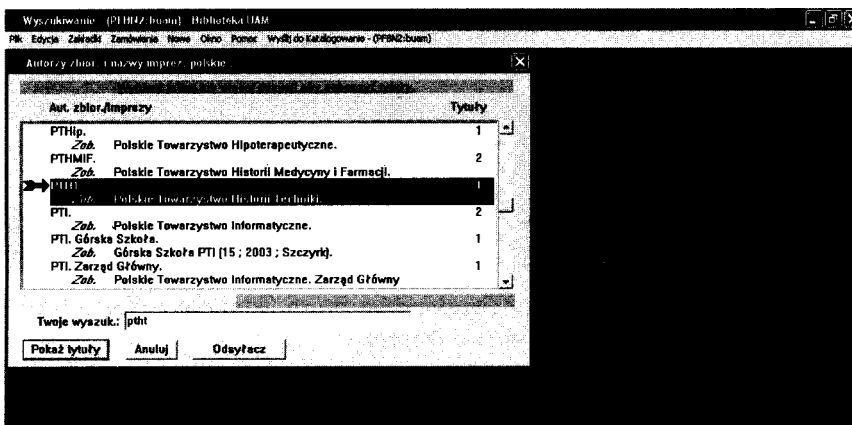 Wyszukiwanie - (PFBN2:buam) - Biblioteka UAM
Plik Edycja Zakładki Zamówienia Nowe Okno Pomoc Wyślij do Katalogowanie - (PFBN2:buam)
Autorzy zbior. i nazwy imprez, polskie
Aut. zbior./Imprezy Tytuły
PTHip. 1
Zob. Polskie Towarzystwo Hipoterapeutyczne.
PTHMIF. 2
Zob. Polskie Towarzystwo Historii Medycyny i Farmacji.
PTHT 1
Zob. Polskie Towarzystwo Historii Techniki.
PTI. 2
Zob. Polskie Towarzystwo Informatyczne.
PTI. Górska Szkoła. 1
Zob. Górska Szkoła PTI (15 ; 2003 ; Szczyrk).
PTI. Zarząd Główny. 1
Zob. Polskie Towarzystwo Informatyczne. Zarząd Główny
Twoje wyszuk.: ptht
Pokaż tytuły Anuluj Odsyłacz